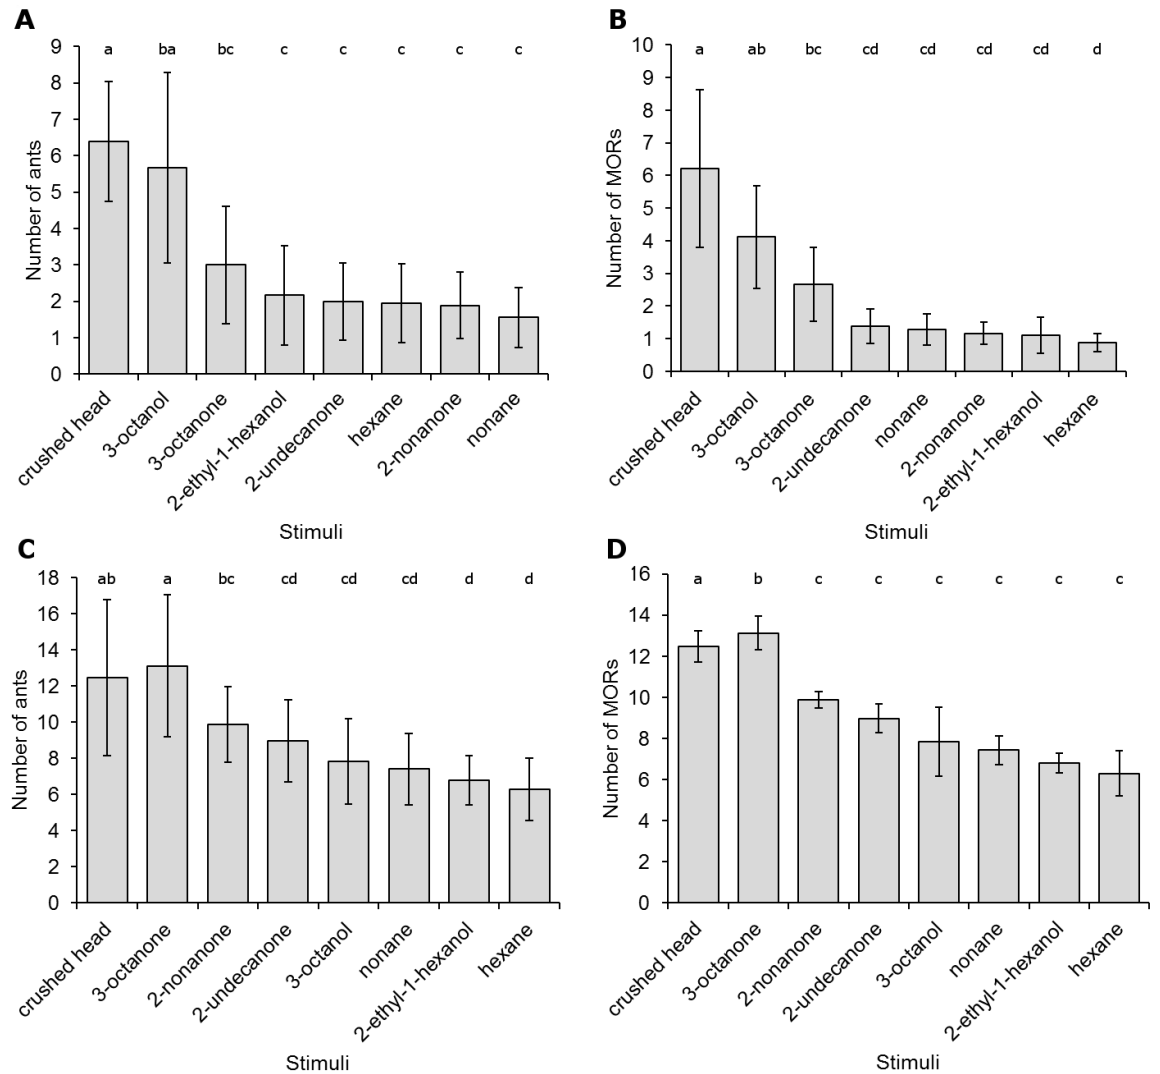 A
Number of ants
9
8
7
6
5
4
3
2
1
0
a ba bc c c c c c
crushed head
3-octanol
3-octanone
2-ethyl-1-hexanol
2-undecanone
hexane
2-nonanone
nonane
Stimuli
B
Number of MORs
10
9
8
7
6
5
4
3
2
1
0
a ab bc cd cd cd cd d
crushed head
3-octanol
3-octanone
2-undecanone
nonane
2-nonanone
2-ethyl-1-hexanol
hexane
Stimuli
C
Number of ants
18
16
14
12
10
8
6
4
2
0
ab a bc cd cd cd d d
crushed head
3-octanone
2-nonanone
2-undecanone
3-octanol
nonane
2-ethyl-1-hexanol
hexane
Stimuli
D
Number of MORs
16
14
12
10
8
6
4
2
0
a b c c c c c c
crushed head
3-octanone
2-nonanone
2-undecanone
3-octanol
nonane
2-ethyl-1-hexanol
hexane
Stimuli